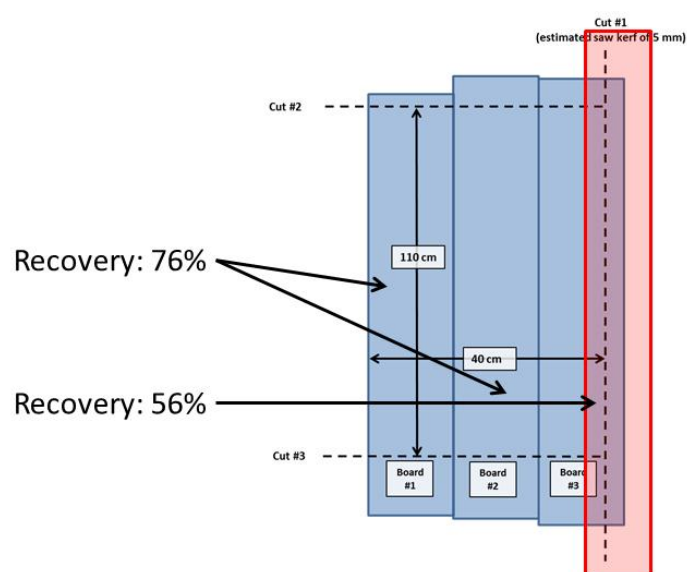 Cut #1
(estimated saw kerf of 5 mm)
Cut #2
Recovery: 76%
110 cm
40 cm
Recovery: 56%
Cut #3
Board
#1
Board
#2
Board
#3